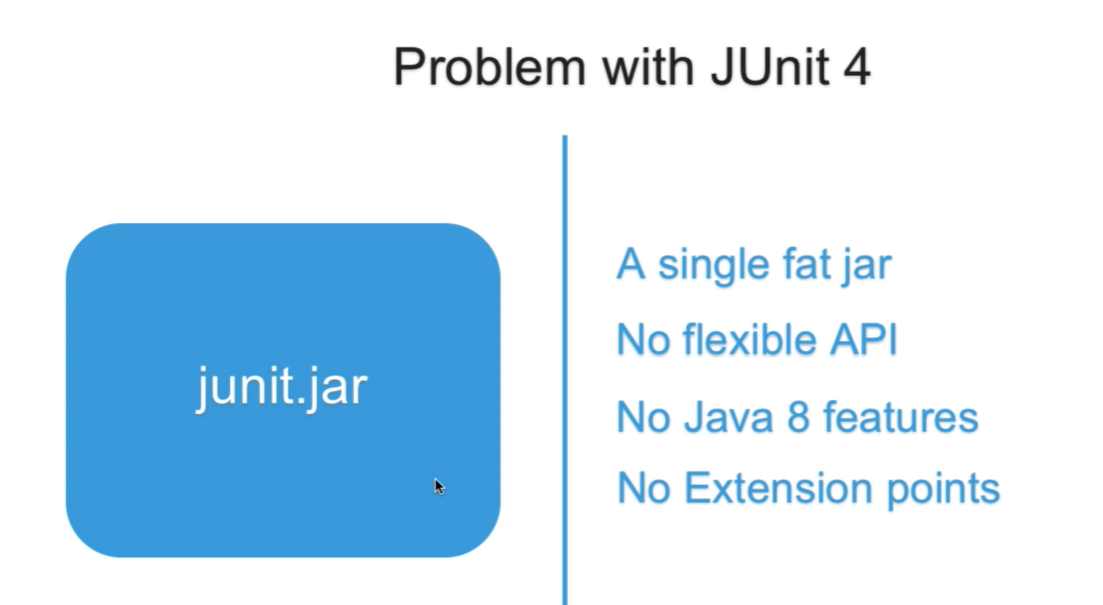 Problem with JUnit 4
junit.jar
A single fat jar
No flexible API
No Java 8 features
No Extension points